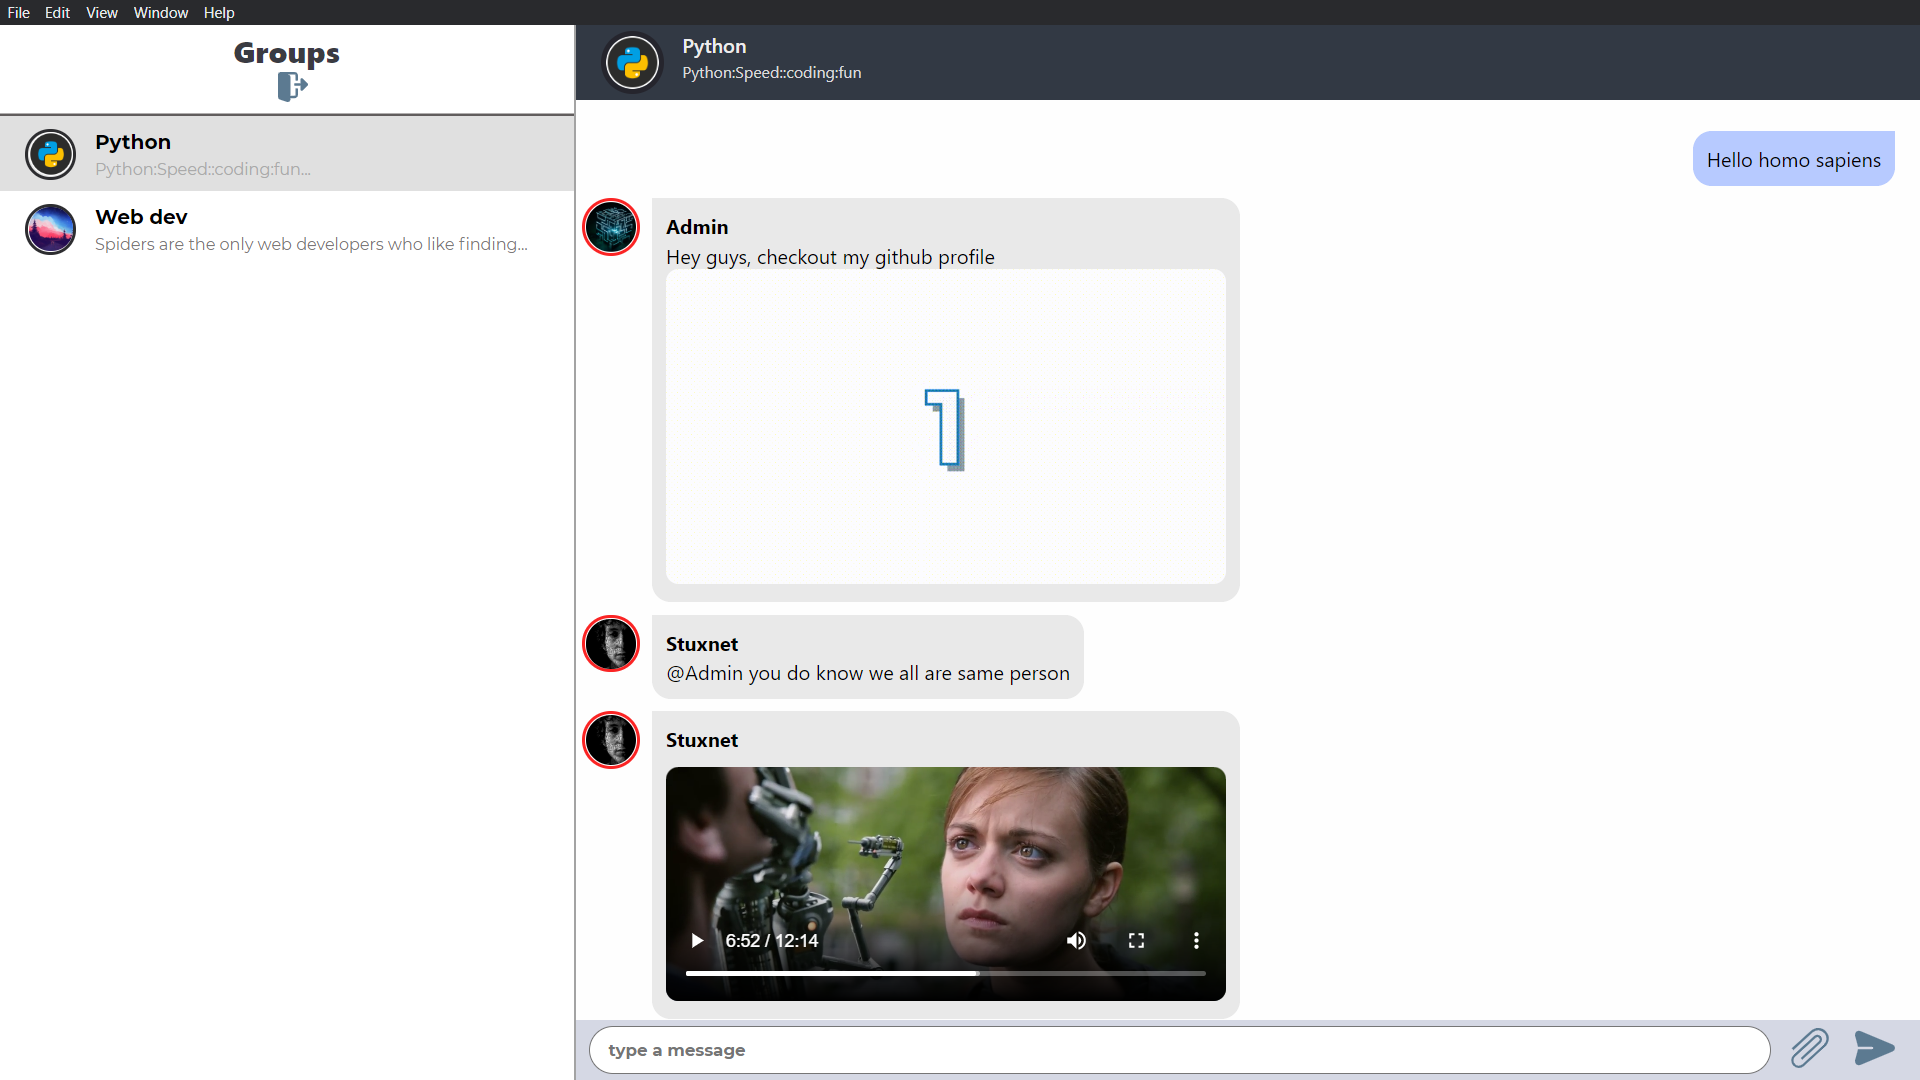 File Edit View Window Help
Groups
Python
Python:Speed::coding:fun...
Web dev
Spiders are the only web developers who like finding...
Python
Python:Speed::coding:fun
Hello homo sapiens
Admin
Hey guys, checkout my github profile
1
Stuxnet
@Admin you do know we all are same person
Stuxnet
6:52 / 12:14
type a message